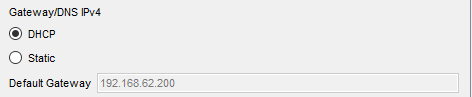 Gateway/DNS IPv4
DHCP
Static
Default Gateway 192.168.62.200